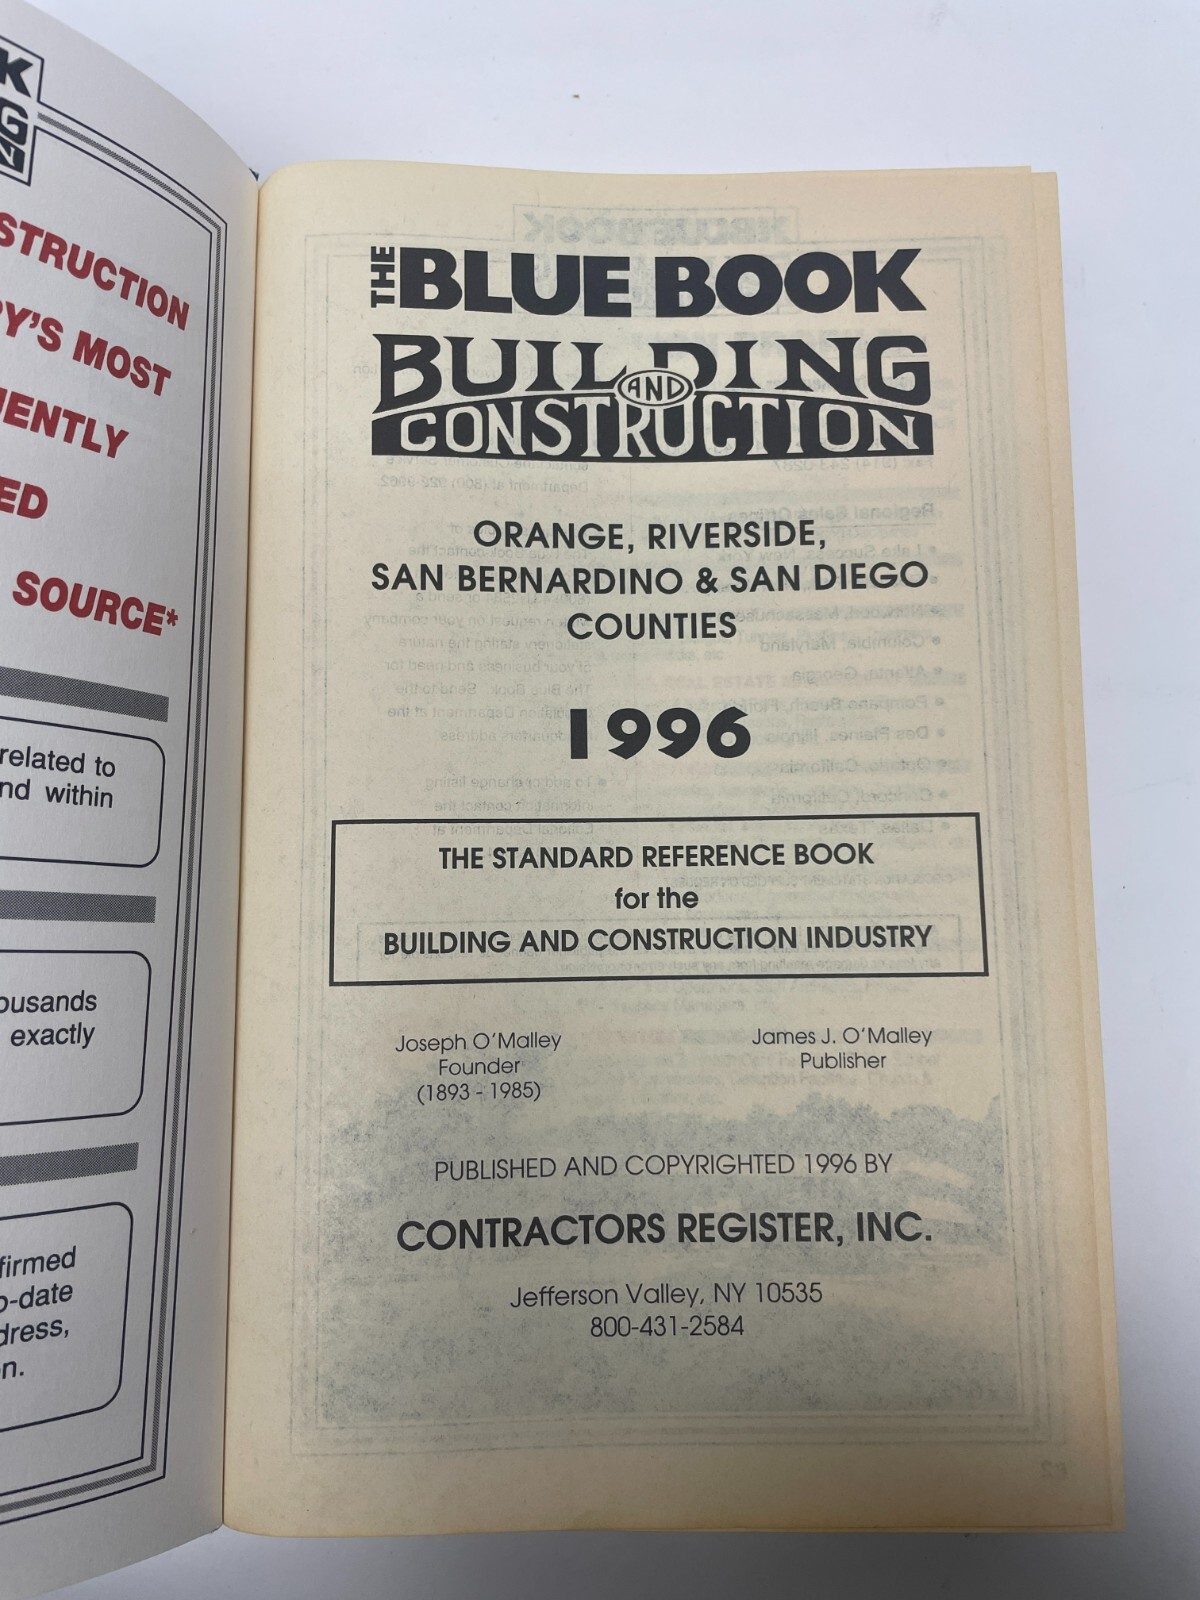 K
G
N
STRUCTION
Y'S MOST
ENTLY
ED
SOURCE*
related to
nd within
ousands
exactly
firmed
o-date
dress,
n.
THE BLUE BOOK
BUILDING
AND
CONSTRUCTION
ORANGE, RIVERSIDE,
SAN BERNARDINO & SAN DIEGO
COUNTIES
1996
THE STANDARD REFERENCE BOOK
for the
BUILDING AND CONSTRUCTION INDUSTRY
Joseph O'Malley
Founder
(1893 - 1985)
James J. O'Malley
Publisher
PUBLISHED AND COPYRIGHTED 1996 BY
CONTRACTORS REGISTER, INC.
Jefferson Valley, NY 10535
800-431-2584